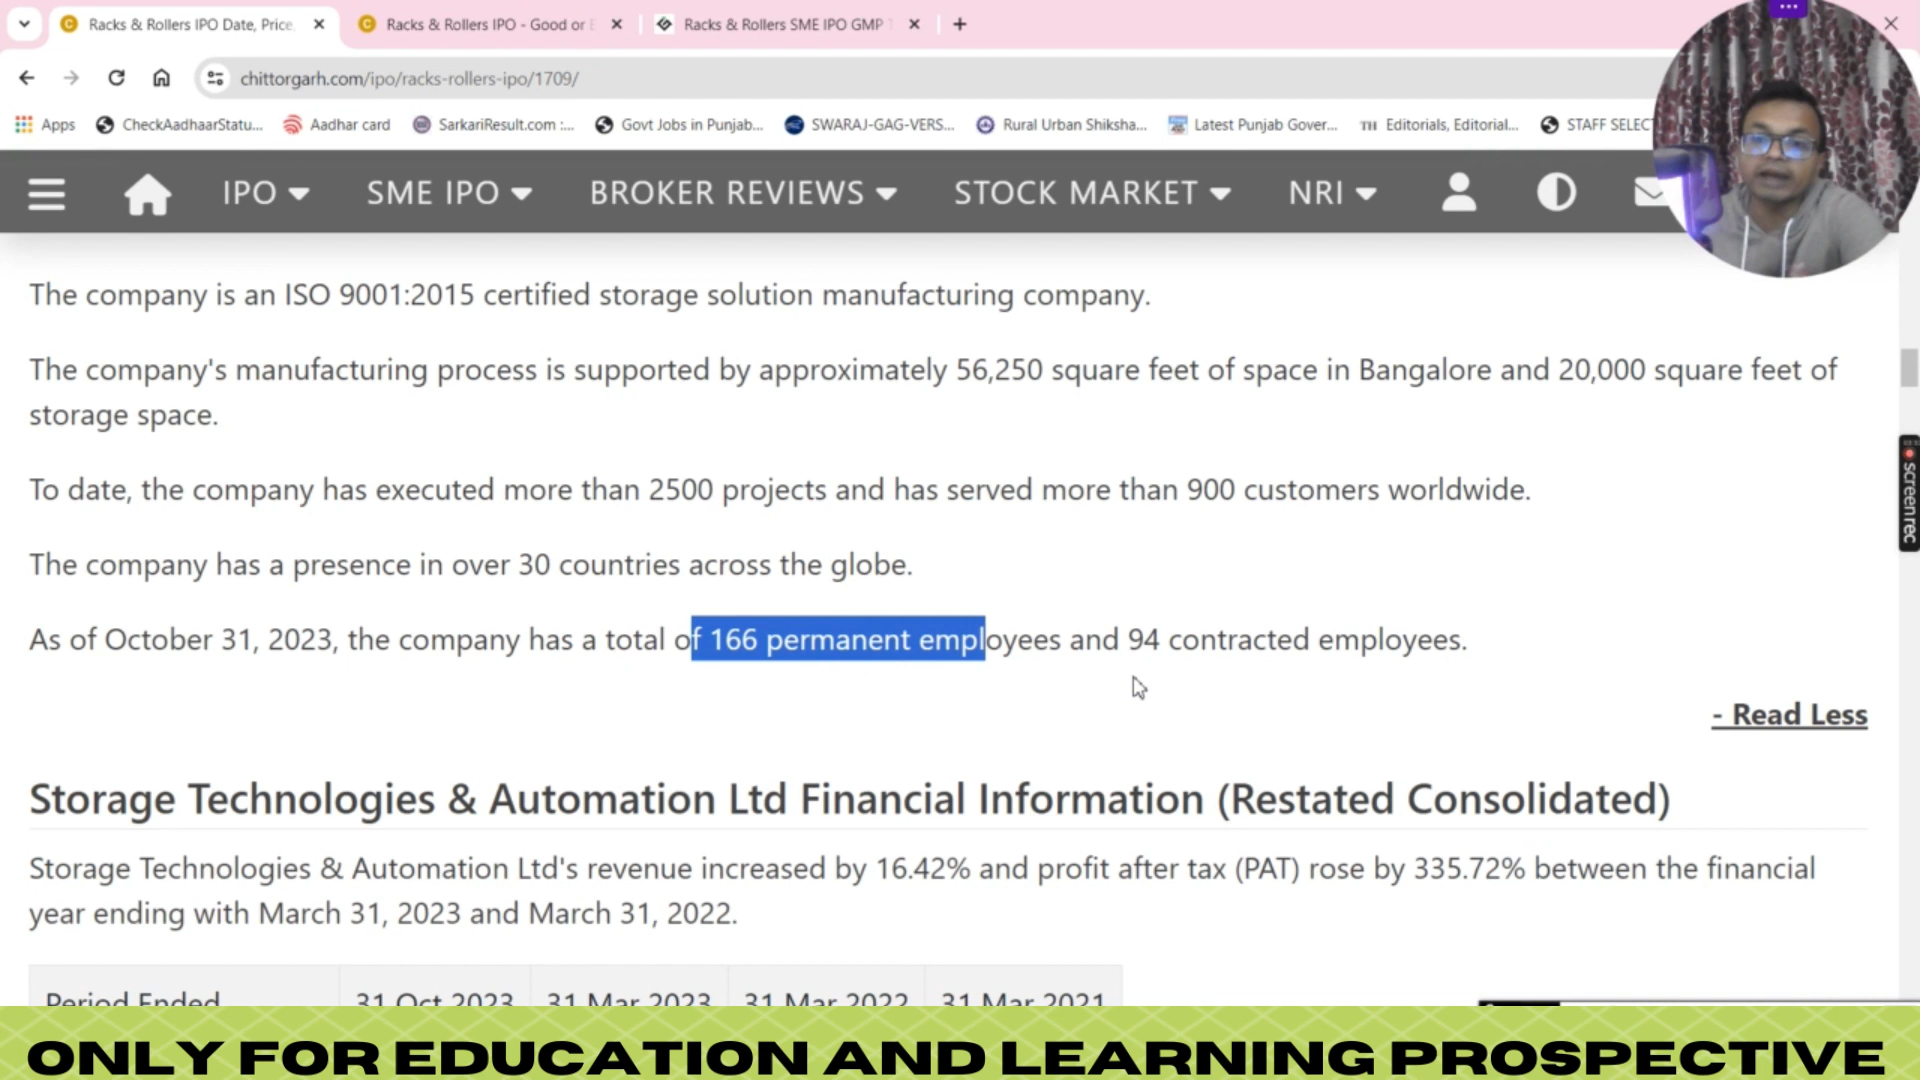 Racks & Rollers IPO Date, Price,
Racks & Rollers IPO - Good or
Racks & Rollers SME IPO GMP
chittorgarh.com/ipo/racks-rollers-ipo/1709/
Apps CheckAadhaarStatu... Aadhar card SarkariResult.com :... Govt Jobs in Punjab... SWARAJ-GAG-VERS... Rural Urban Shiksha... Latest Punjab Gover... TH Editorials, Editorial... STAFF SELECT
IPO SME IPO BROKER REVIEWS STOCK MARKET NRI
The company is an ISO 9001:2015 certified storage solution manufacturing company.
The company's manufacturing process is supported by approximately 56,250 square feet of space in Bangalore and 20,000 square feet of
storage space.
To date, the company has executed more than 2500 projects and has served more than 900 customers worldwide.
The company has a presence in over 30 countries across the globe.
As of October 31, 2023, the company has a total of 166 permanent employees and 94 contracted employees.
- Read Less
screenrec
Storage Technologies & Automation Ltd Financial Information (Restated Consolidated)
Storage Technologies & Automation Ltd's revenue increased by 16.42% and profit after tax (PAT) rose by 335.72% between the financial
year ending with March 31, 2023 and March 31, 2022.
Period Ended 31 Oct 2023 31 Mar 2023 31 Mar 2022 31 Mar 2021
ONLY FOR EDUCATION AND LEARNING PROSPECTIVE